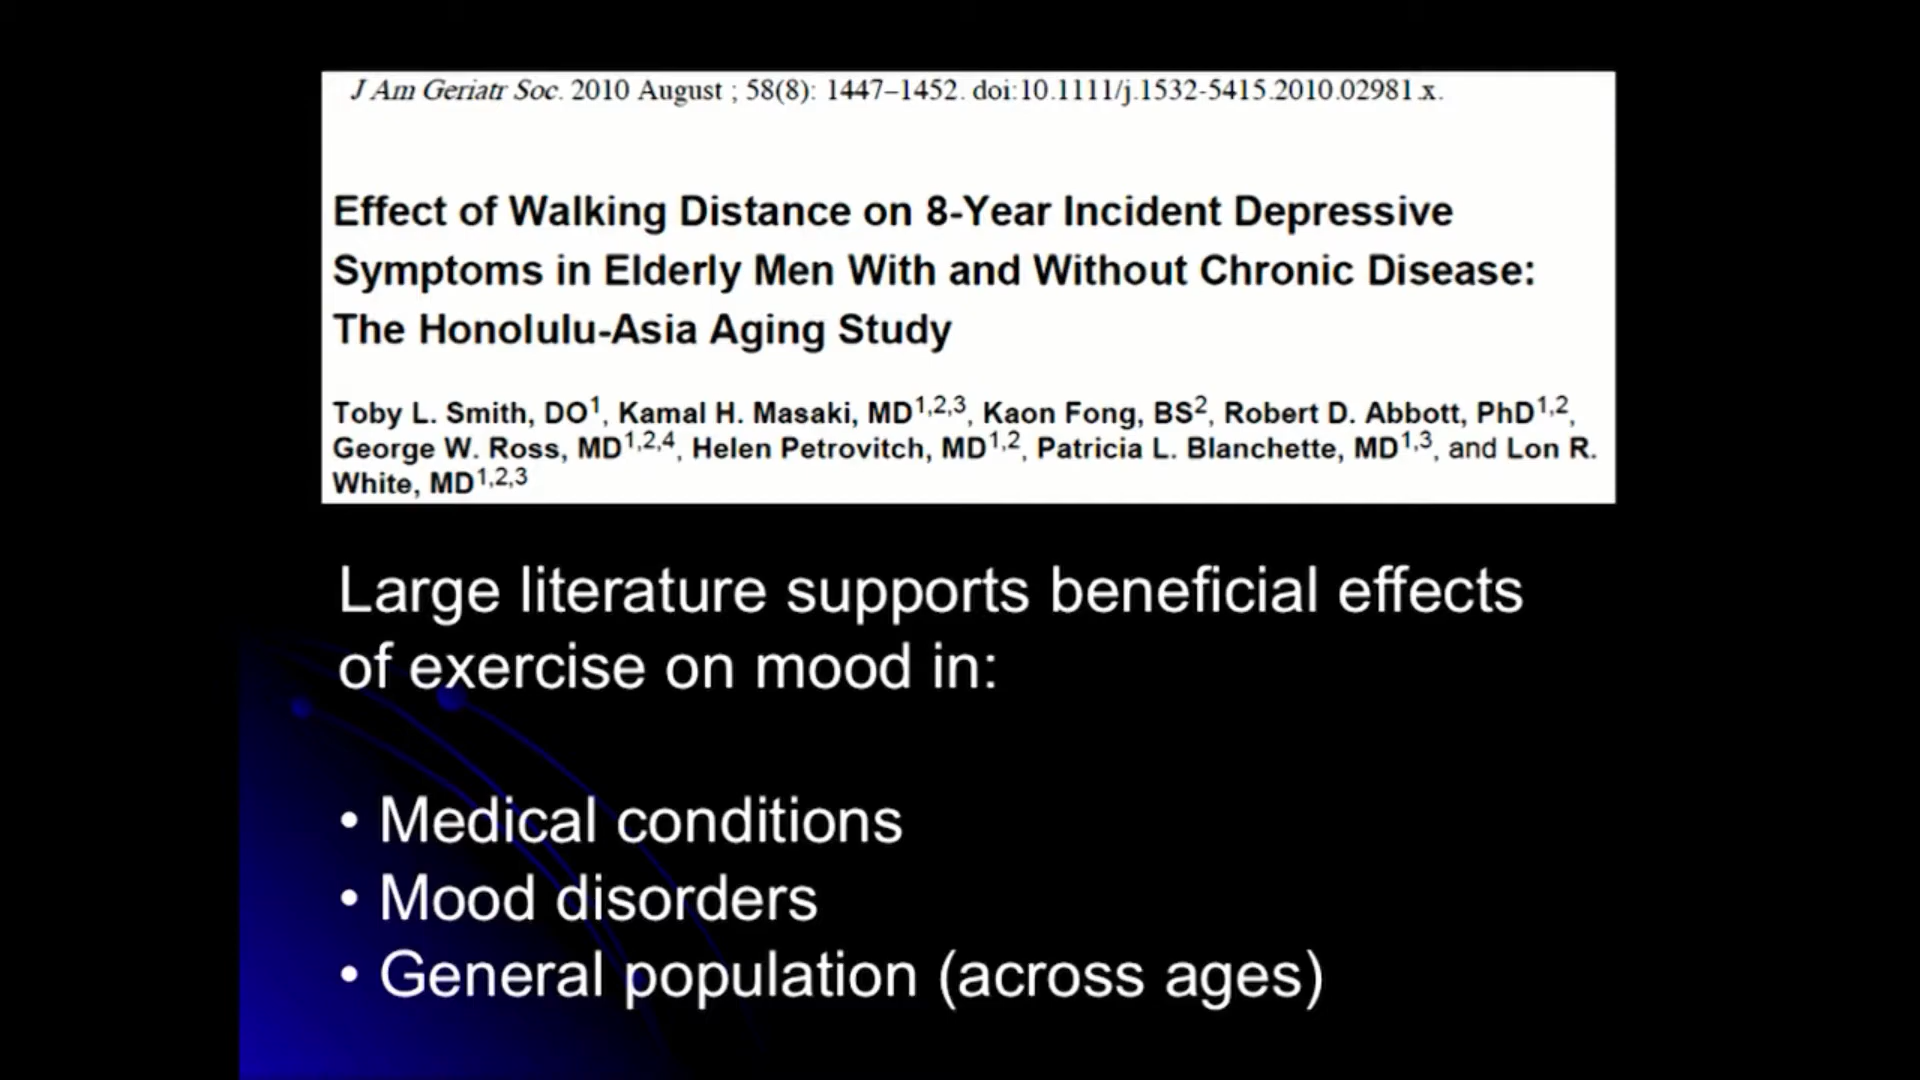 J Am Geriatr Soc. 2010 August ; 58(8): 1447–1452. doi:10.1111/j.1532-5415.2010.02981.x.
Effect of Walking Distance on 8-Year Incident Depressive
Symptoms in Elderly Men With and Without Chronic Disease:
The Honolulu-Asia Aging Study
Toby L. Smith, DO1, Kamal H. Masaki, MD1,2,3, Kaon Fong, BS2, Robert D. Abbott, PhD1,2,
George W. Ross, MD1,2,4, Helen Petrovitch, MD1,2, Patricia L. Blanchette, MD1,3, and Lon R.
White, MD1,2,3
Large literature supports beneficial effects
of exercise on mood in:
• Medical conditions
• Mood disorders
• General population (across ages)